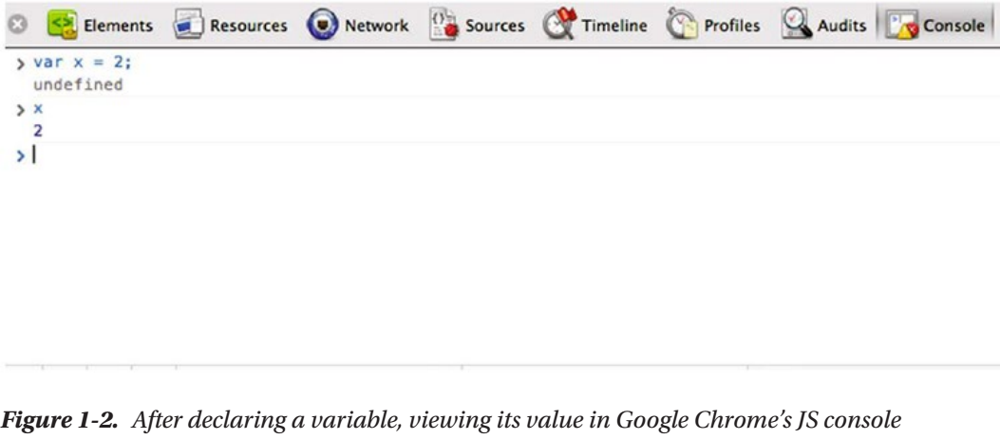 Elements Resources Network Sources Timeline Profiles Audits Console
> var x = 2;
undefined
> x
2
>
Figure 1-2. After declaring a variable, viewing its value in Google Chrome's JS console